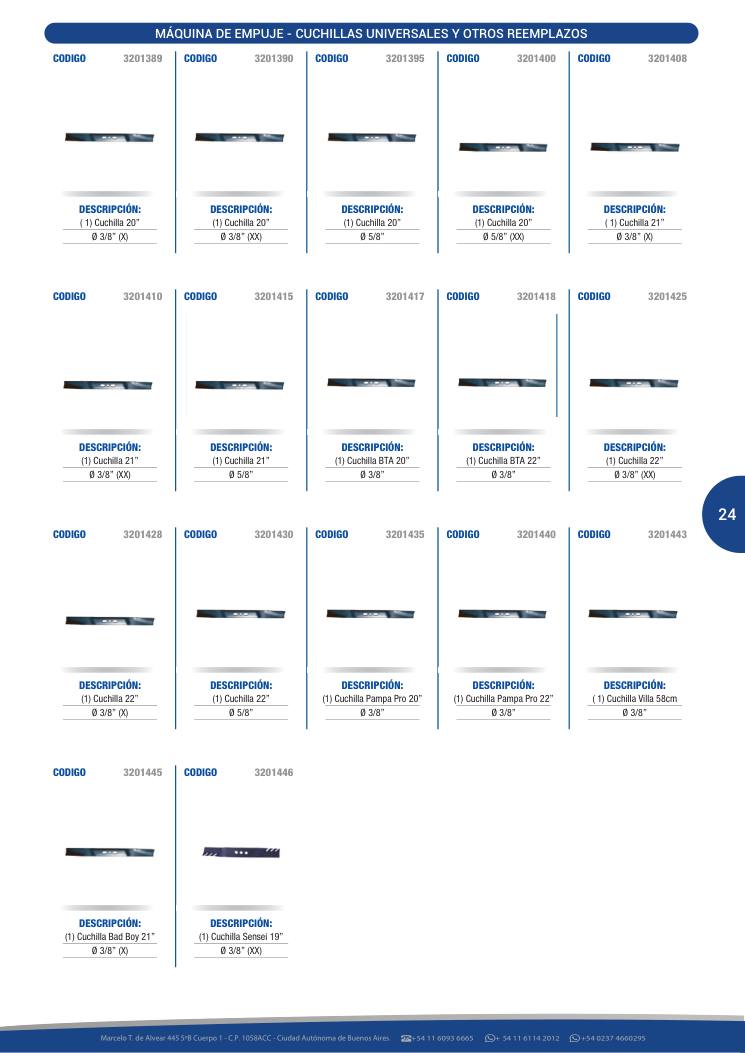 MÁQUINA DE EMPUJE - CUCHILLAS UNIVERSALES Y OTROS REEMPLAZOS
CODIGO 3201389
DESCRIPCIÓN:
( 1) Cuchilla 20”
Ø 3/8” (X)
CODIGO 3201390
DESCRIPCIÓN:
(1) Cuchilla 20”
Ø 3/8” (XX)
CODIGO 3201395
DESCRIPCIÓN:
(1) Cuchilla 20”
Ø 5/8”
CODIGO 3201400
DESCRIPCIÓN:
(1) Cuchilla 20”
Ø 5/8” (XX)
CODIGO 3201408
DESCRIPCIÓN:
( 1) Cuchilla 21”
Ø 3/8” (X)
CODIGO 3201410
DESCRIPCIÓN:
(1) Cuchilla 21”
Ø 3/8” (XX)
CODIGO 3201415
DESCRIPCIÓN:
(1) Cuchilla 21”
Ø 5/8”
CODIGO 3201417
DESCRIPCIÓN:
(1) Cuchilla BTA 20”
Ø 3/8”
CODIGO 3201418
DESCRIPCIÓN:
(1) Cuchilla BTA 22”
Ø 3/8”
CODIGO 3201425
DESCRIPCIÓN:
(1) Cuchilla 22”
Ø 3/8” (XX)
24
CODIGO 3201428
DESCRIPCIÓN:
(1) Cuchilla 22”
Ø 3/8” (X)
CODIGO 3201430
DESCRIPCIÓN:
(1) Cuchilla 22”
Ø 5/8”
CODIGO 3201435
DESCRIPCIÓN:
(1) Cuchilla Pampa Pro 20”
Ø 3/8”
CODIGO 3201440
DESCRIPCIÓN:
(1) Cuchilla Pampa Pro 22”
Ø 3/8”
CODIGO 3201443
DESCRIPCIÓN:
( 1) Cuchilla Villa 58cm
Ø 3/8”
CODIGO 3201445
DESCRIPCIÓN:
(1) Cuchilla Bad Boy 21”
Ø 3/8” (X)
CODIGO 3201446
DESCRIPCIÓN:
(1) Cuchilla Sensei 19”
Ø 3/8” (XX)
Marcelo T. de Alvear 445 5ºB Cuerpo 1 - C.P. 1058ACC - Ciudad Autónoma de Buenos Aires. +54 11 6093 6665 + 54 11 6114 2012 +54 0237 4660295